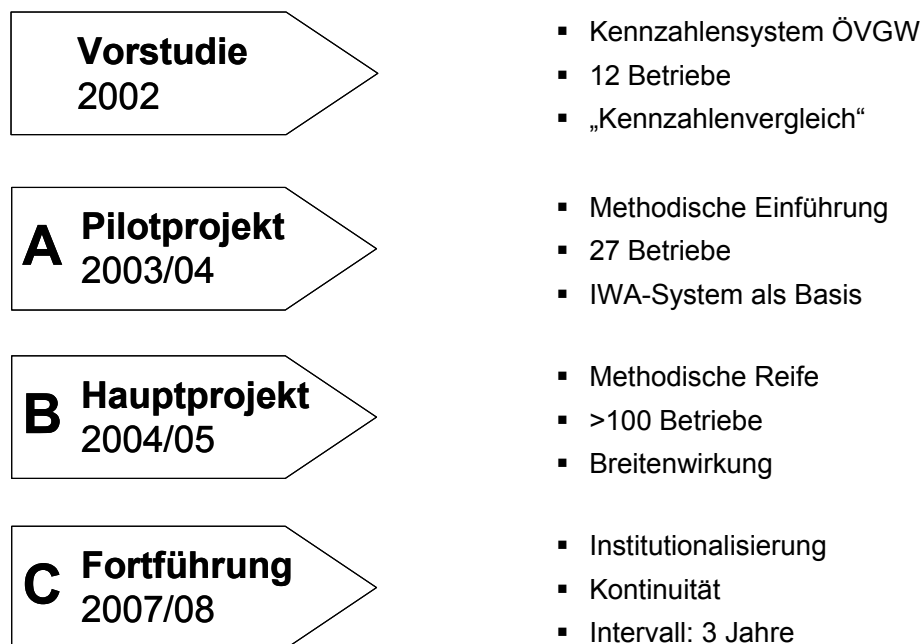 Vorstudie
2002
▪ Kennzahlensystem ÖVGW
▪ 12 Betriebe
▪ „Kennzahlenvergleich“
A Pilotprojekt
2003/04
▪ Methodische Einführung
▪ 27 Betriebe
▪ IWA-System als Basis
B Hauptprojekt
2004/05
▪ Methodische Reife
▪ >100 Betriebe
▪ Breitenwirkung
C Fortführung
2007/08
▪ Institutionalisierung
▪ Kontinuität
▪ Intervall: 3 Jahre